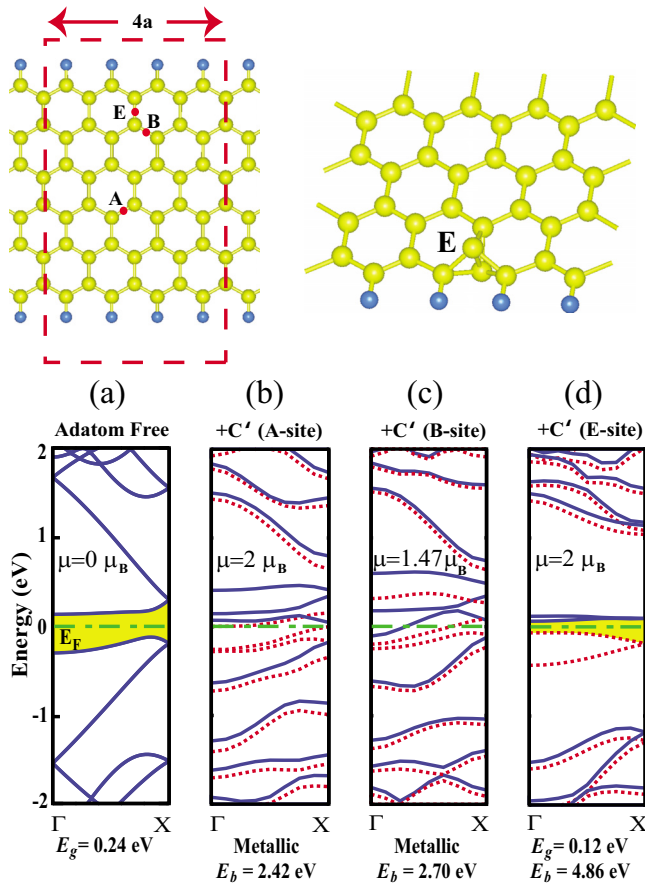 4a
E
B
A
E
(a) (b) (c) (d)
Adatom Free +C′ (A-site) +C′ (B-site) +C′ (E-site)
Energy (eV)
2
1
0
-1
-2
μ=0 μB μ=2 μB μ=1.47μB μ=2 μB
EF
Γ X Γ X Γ X Γ X
Eg= 0.24 eV Metallic Metallic Eg= 0.12 eV
Eb= 2.42 eV Eb= 2.70 eV Eb= 4.86 eV